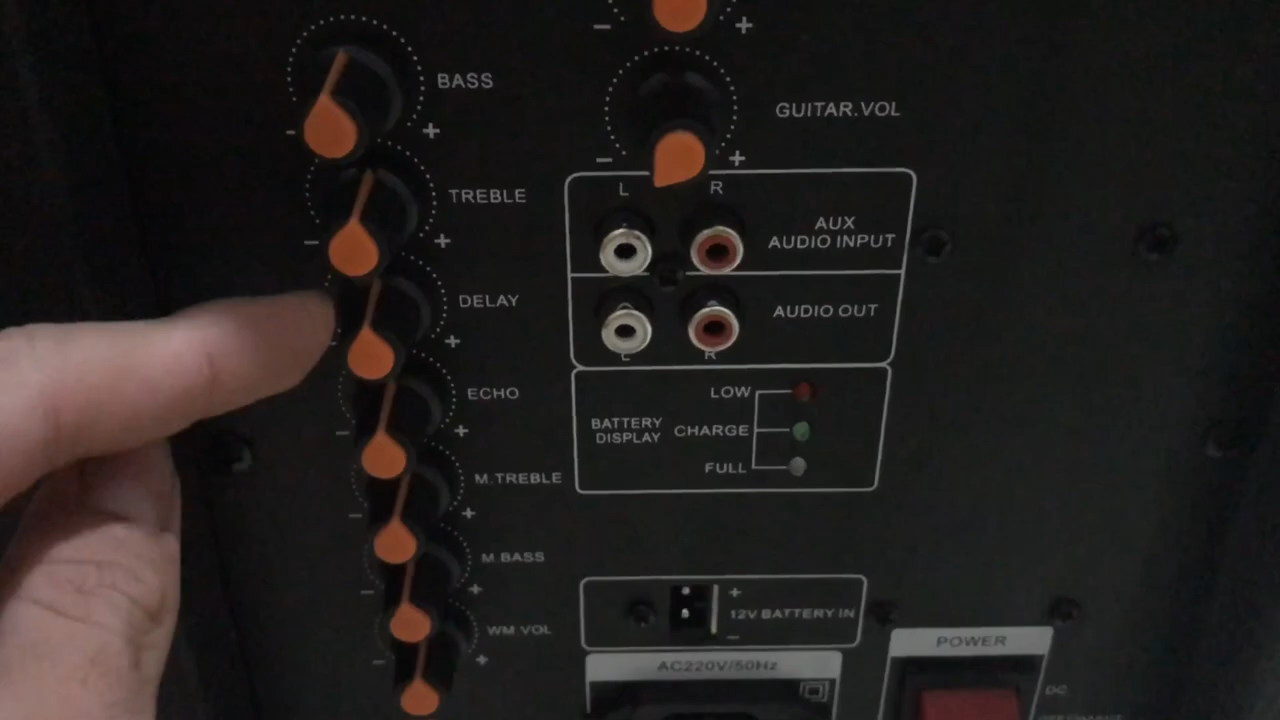 - +
BASS
- +
GUITAR.VOL
- +
TREBLE
- +
L R
AUX
AUDIO INPUT
DELAY
- +
AUDIO OUT
L R
ECHO
- +
LOW
BATTERY
DISPLAY
CHARGE
FULL
M.TREBLE
- +
M.BASS
- +
WM VOL
- +
+
12V BATTERY IN
-
AC220V/50Hz
POWER
DC